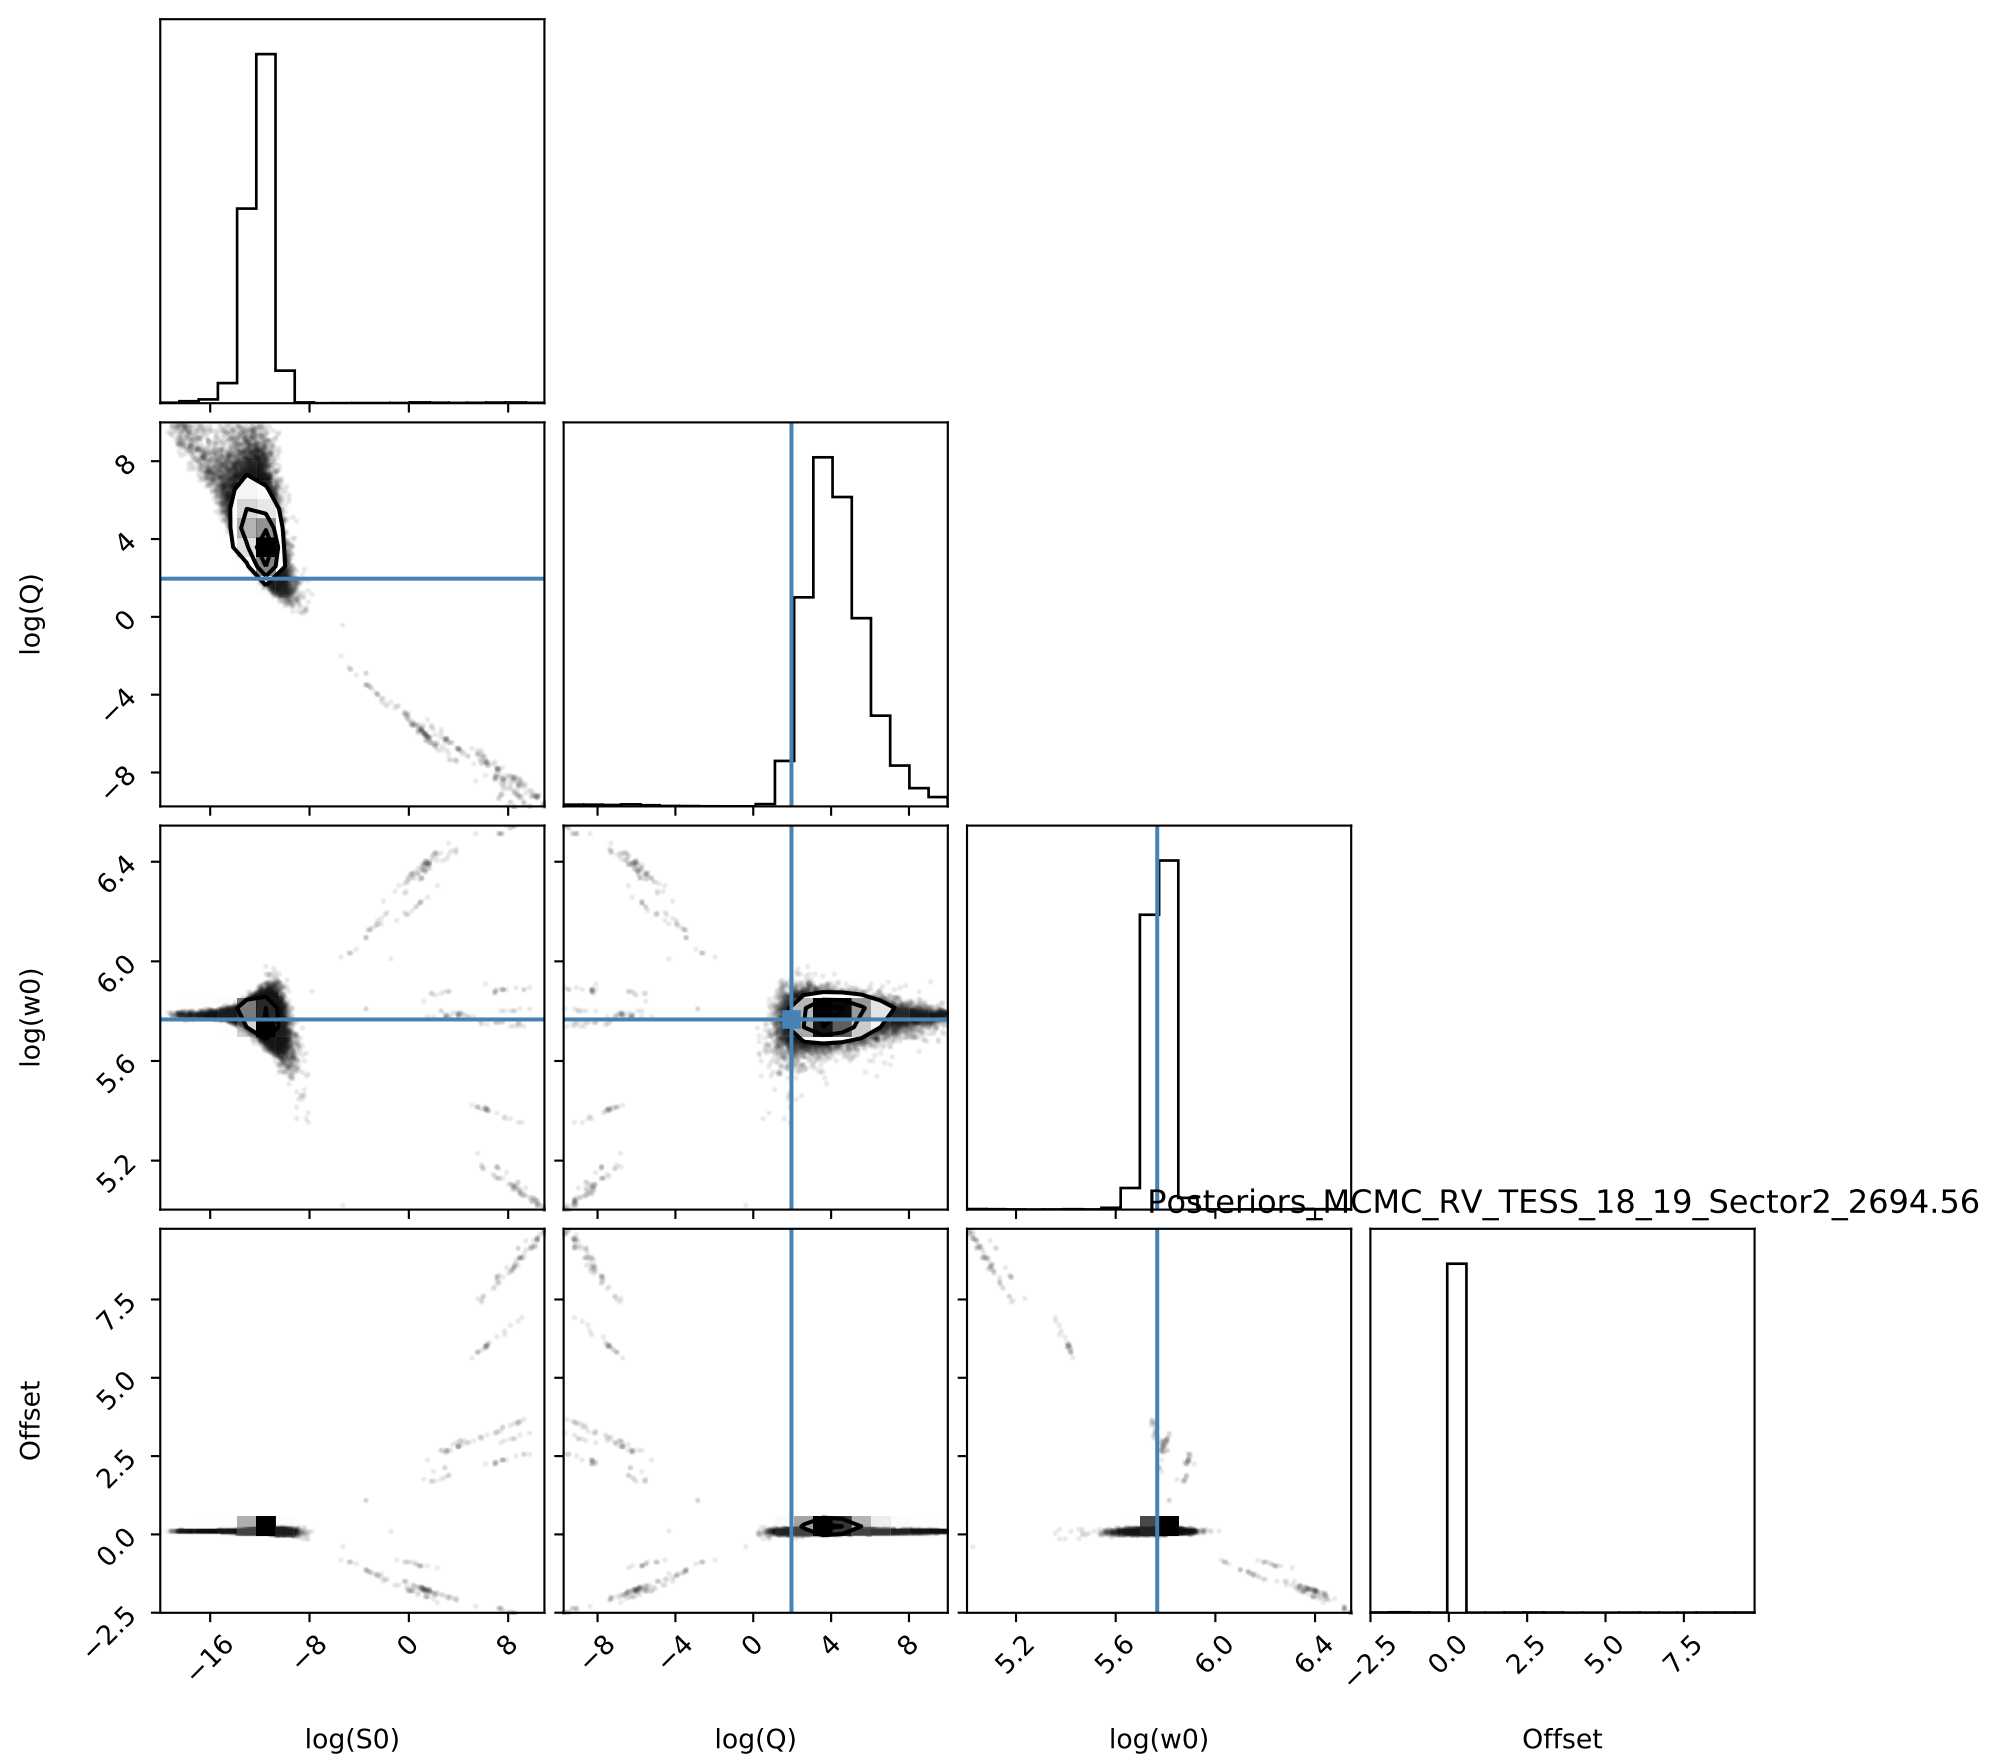 8
4
0
−4
−8
log(Q)
6.4
6.0
5.6
5.2
log(w0)
Posteriors_MCMC_RV_TESS_18_19_Sector2_2694.56
7.5
5.0
2.5
0.0
−2.5
Offset
−16 −8 0 8
−8 −4 0 4 8
5.2 5.6 6.0 6.4
−2.5 0.0 2.5 5.0 7.5
log(S0) log(Q) log(w0) Offset